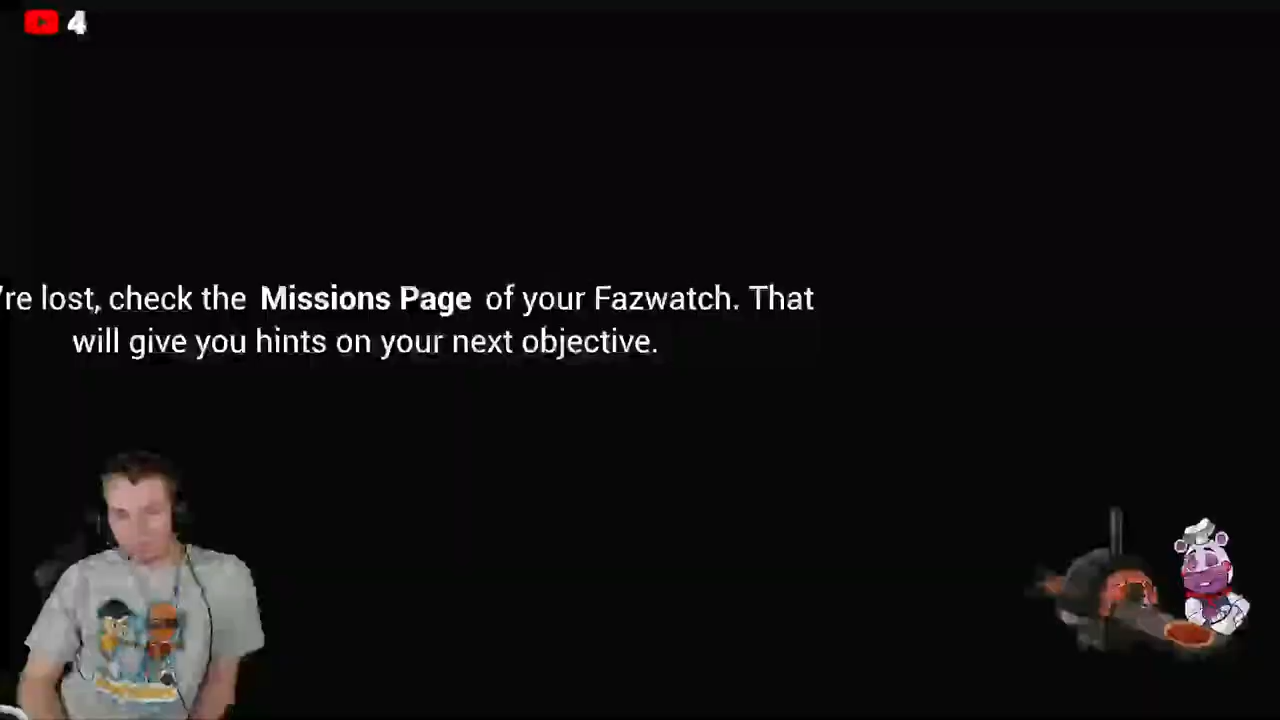 4
're lost, check the Missions Page of your Fazwatch. That
will give you hints on your next objective.